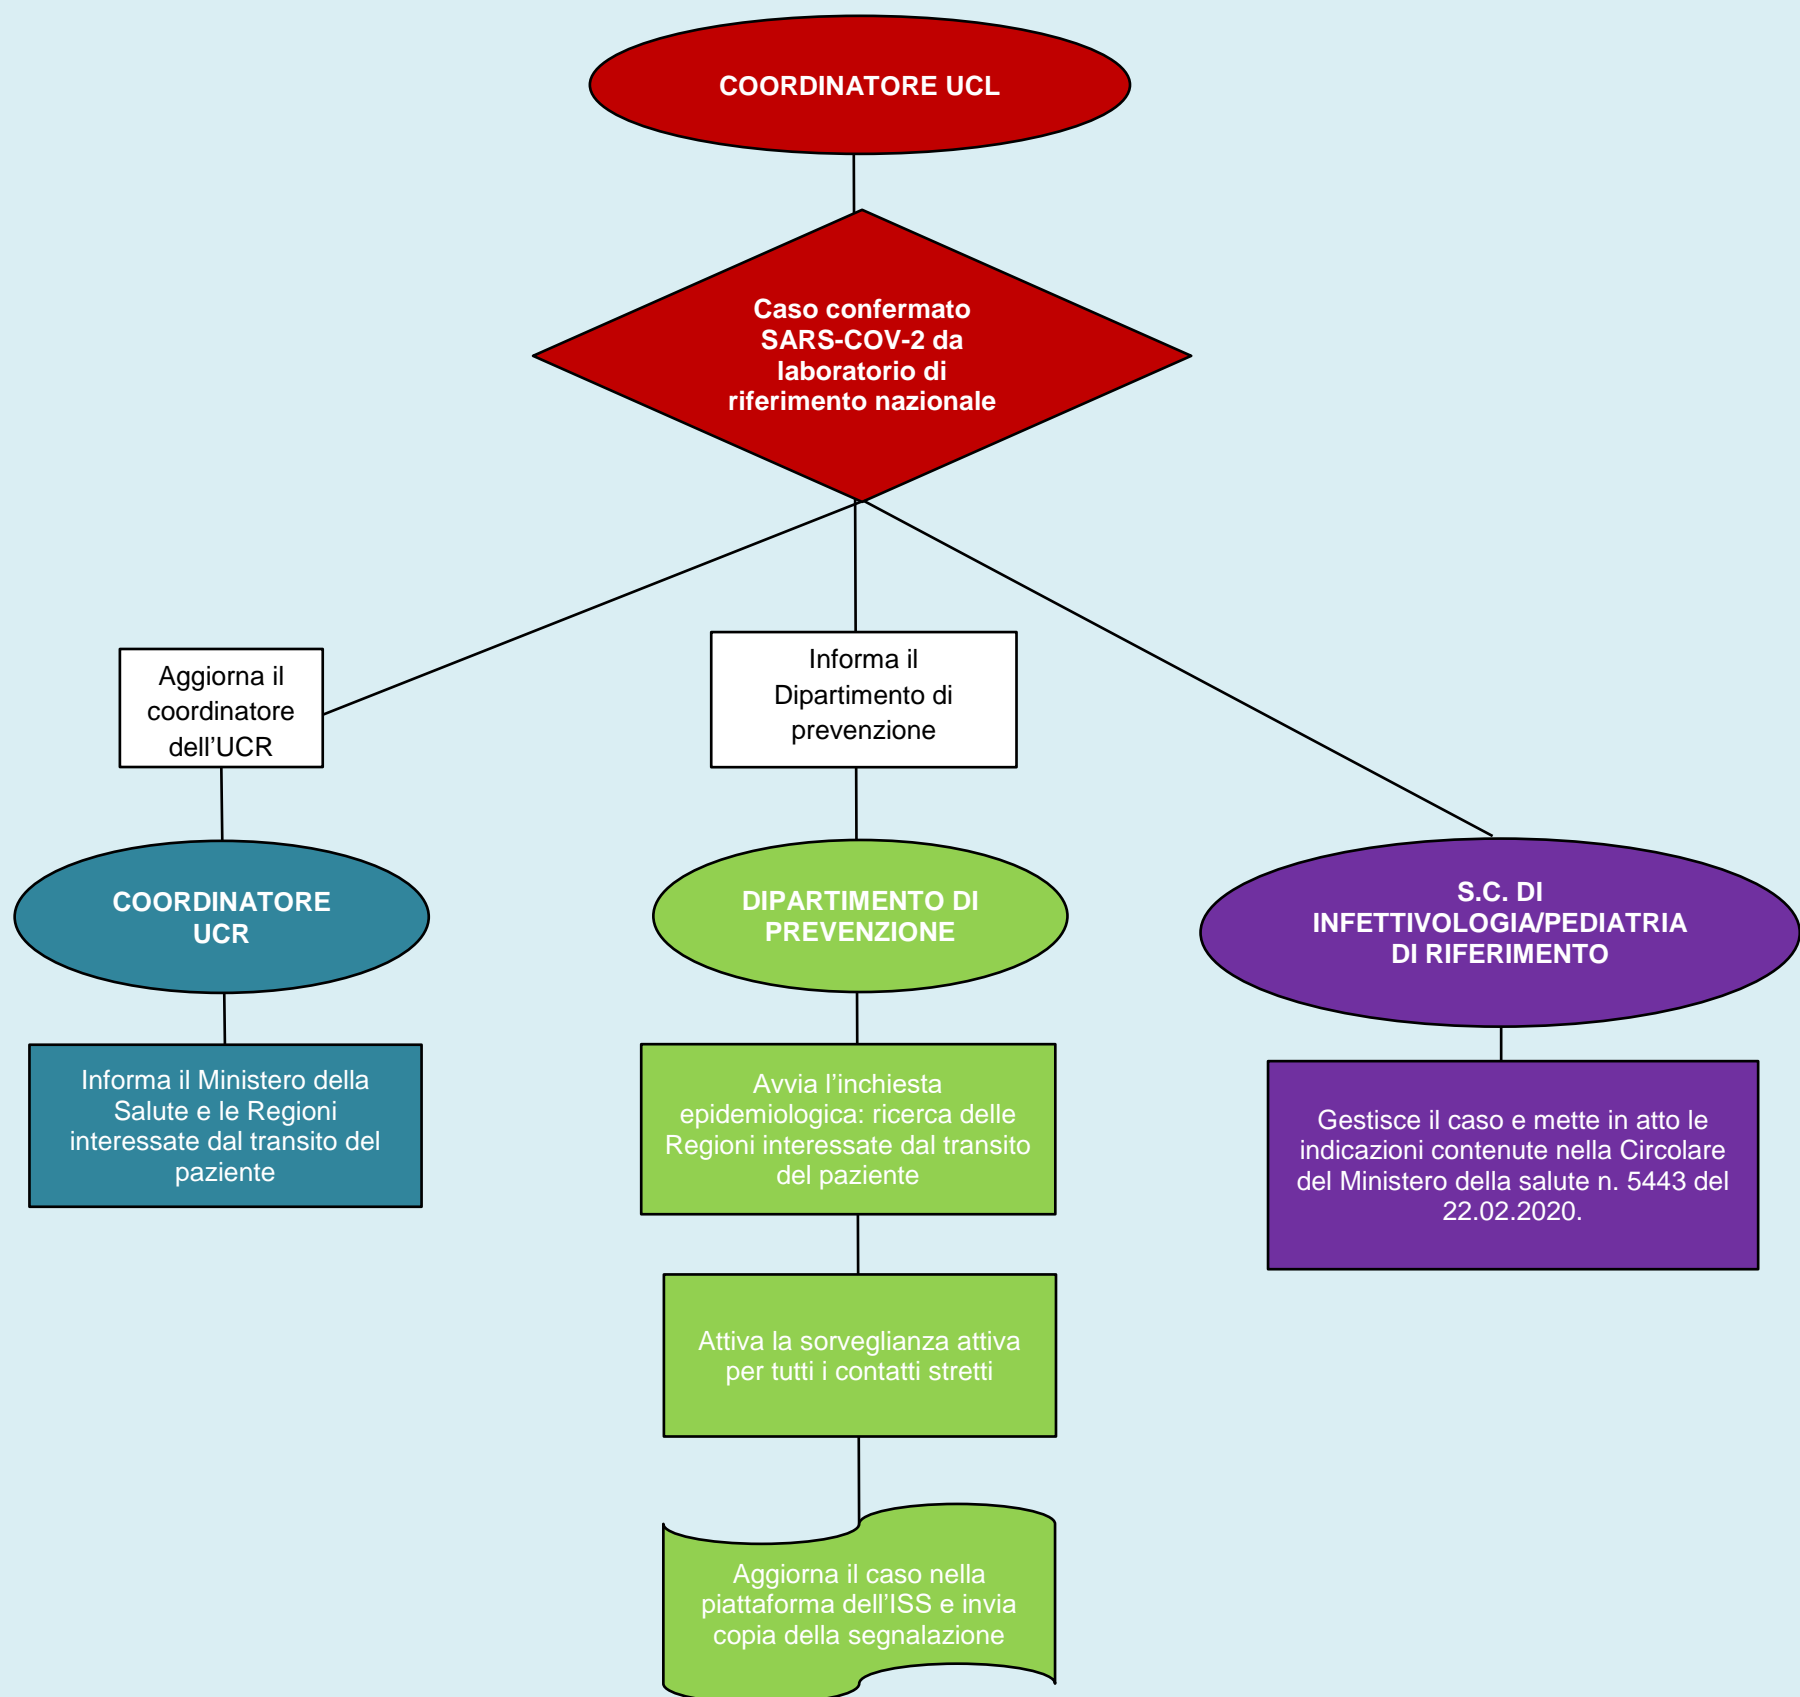 COORDINATORE UCL
Caso confermato
SARS-COV-2 da
laboratorio di
riferimento nazionale
Aggiorna il
coordinatore
dell’UCR
Informa il
Dipartimento di
prevenzione
COORDINATORE
UCR
DIPARTIMENTO DI
PREVENZIONE
S.C. DI
INFETTIVOLOGIA/PEDIATRIA
DI RIFERIMENTO
Informa il Ministero della
Salute e le Regioni
interessate dal transito del
paziente
Avvia l’inchiesta
epidemiologica: ricerca delle
Regioni interessate dal transito
del paziente
Gestisce il caso e mette in atto le
indicazioni contenute nella Circolare
del Ministero della salute n. 5443 del
22.02.2020.
Attiva la sorveglianza attiva
per tutti i contatti stretti
Aggiorna il caso nella
piattaforma dell’ISS e invia
copia della segnalazione